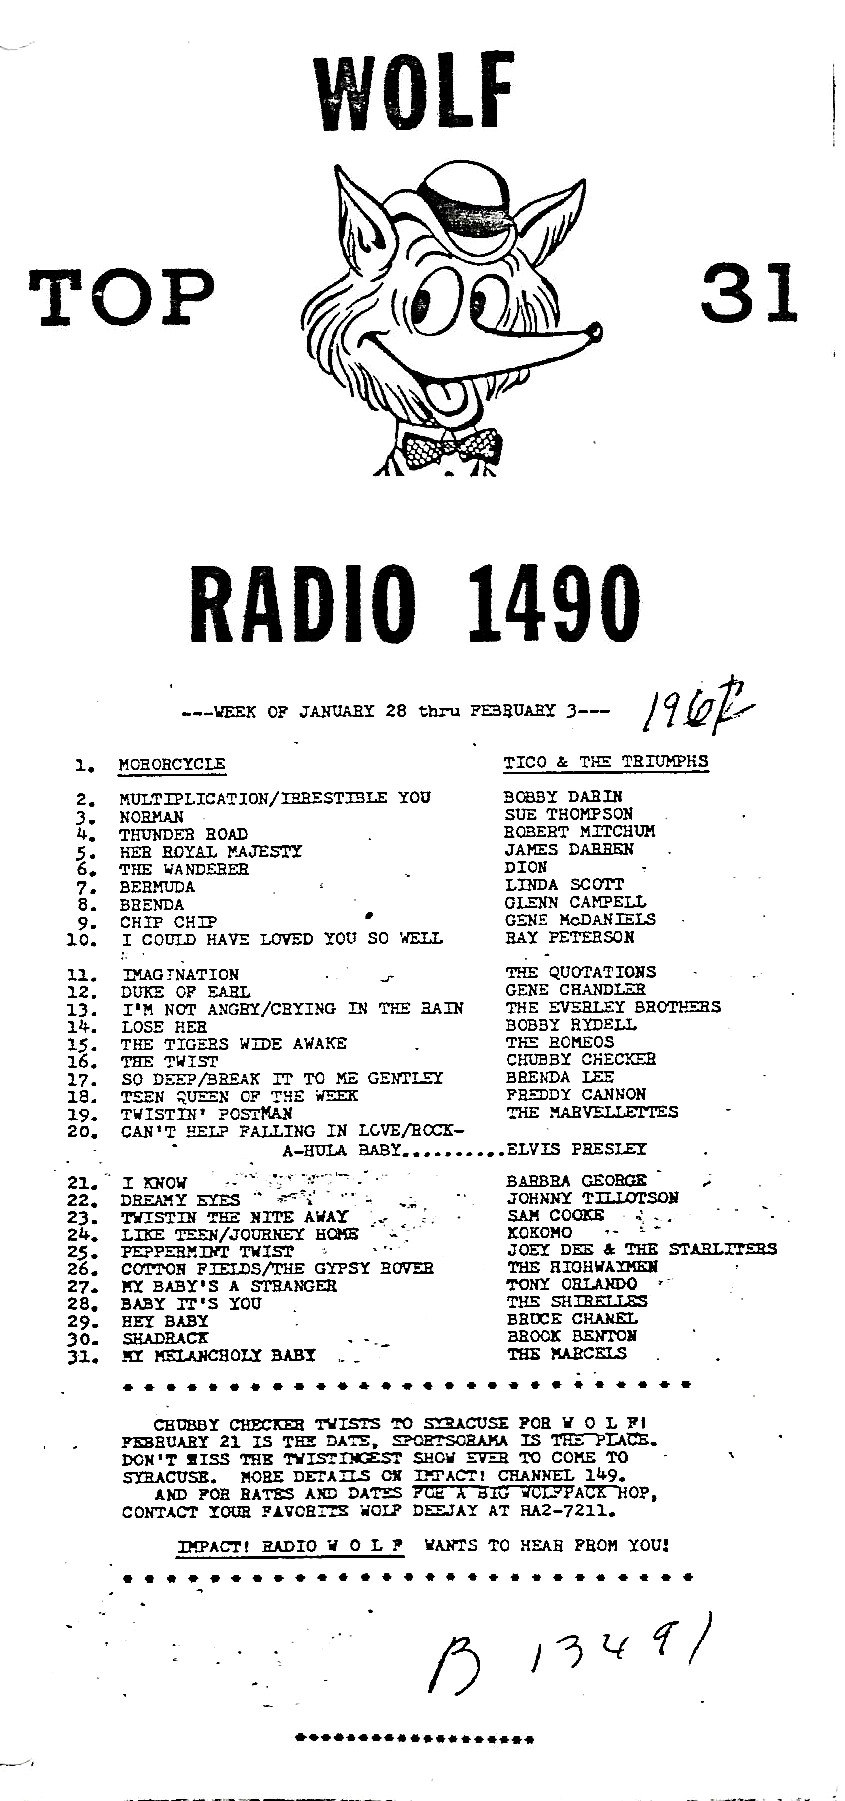 WOLF
TOP 31
RADIO 1490
---WEEK OF JANUARY 28 thru FEBRUARY 3---
1. MORORCYCLE TICO & THE TRIUMPHS
2. MULTIPLICATION/IRRESTIBLE YOU BOBBY DARIN
3. NORMAN SUE THOMPSON
4. THUNDER ROAD ROBERT MITCHUM
5. HER ROYAL MAJESTY JAMES DARREN
6. THE WANDERER DION
7. BERMUDA LINDA SCOTT
8. BRENDA GLENN CAMPELL
9. CHIP CHIP GENE McDANIELS
10. I COULD HAVE LOVED YOU SO WELL RAY PETERSON
11. IMAGINATION THE QUOTATIONS
12. DUKE OF EARL GENE CHANDLER
13. I'M NOT ANGRY/CRYING IN THE RAIN THE EVERLEY BROTHERS
14. LOSE HER BOBBY RYDELL
15. THE TIGERS WIDE AWAKE THE ROMEOS
16. THE TWIST CHUBBY CHECKER
17. SO DEEP/BREAK IT TO ME GENTLEY BRENDA LEE
18. TEEN QUEEN OF THE WEEK FREDDY CANNON
19. TWISTIN' POSTMAN THE MARVELLETTES
20. CAN'T HELP FALLING IN LOVE/ROCK-
A-HULA BABY..........ELVIS PRESLEY
21. I KNOW BARBRA GEORGE
22. DREAMY EYES JOHNNY TILLOTSON
23. TWISTIN THE NITE AWAY SAM COOKE
24. LIKE TEEN/JOURNEY HOME KOKOMO
25. PEPPERMINT TWIST JOEY DEE & THE STARLITERS
26. COTTON FIELDS/THE GYPSY ROVER THE HIGHWAYMEN
27. MY BABY'S A STRANGER TONY ORLANDO
28. BABY IT'S YOU THE SHIRELLES
29. HEY BABY BRUCE CHANEL
30. SHADRACK BROOK BENTON
31. MY MELANCHOLY BABY THE MARCELS
CHUBBY CHECKER TWISTS TO SYRACUSE FOR W O L F!
FEBRUARY 21 IS THE DATE, SPORTSORAMA IS THE PLACE.
DON'T MISS THE TWISTINGEST SHOW EVER TO COME TO
SYRACUSE. MORE DETAILS ON IMPACT! CHANNEL 149.
AND FOR RATES AND DATES FOR A BIG WOLFPACK HOP,
CONTACT YOUR FAVORITE WOLF DEEJAY AT HA2-7211.
IMPACT! RADIO W O L F WANTS TO HEAR FROM YOU!
B 13491